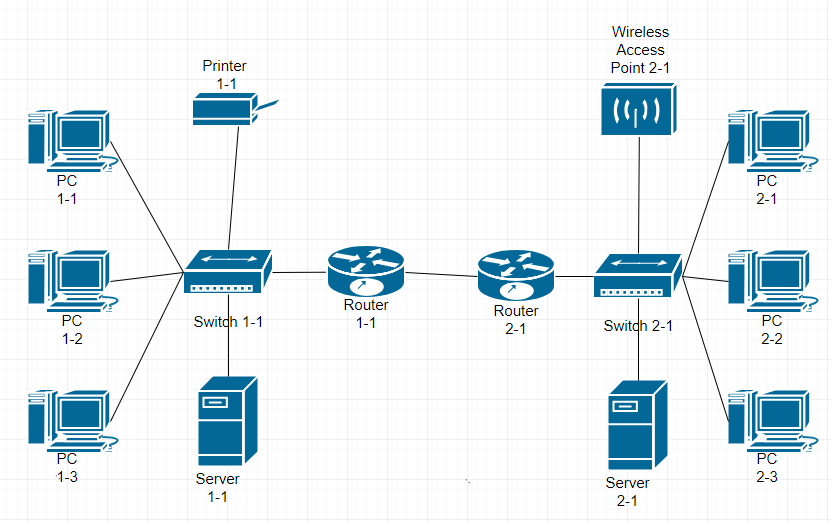 Wireless
Access
Point 2-1
Printer
1-1
PC
1-1
PC
2-1
PC
1-2
Switch 1-1
Router
1-1
Router
2-1
Switch 2-1
PC
2-2
PC
1-3
Server
1-1
Server
2-1
PC
2-3